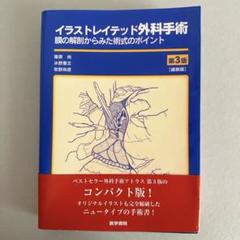 イラストレイテッド外科手術
膜の解剖からみた術式のポイント
第3版
[縮刷版]
篠原 尚
水野惠文
牧野尚彦
ベストセラー外科手術アトラス 第3版の
コンパクト版!
オリジナルイラストも完全縮刷した
ニュータイプの手術書!
医学書院